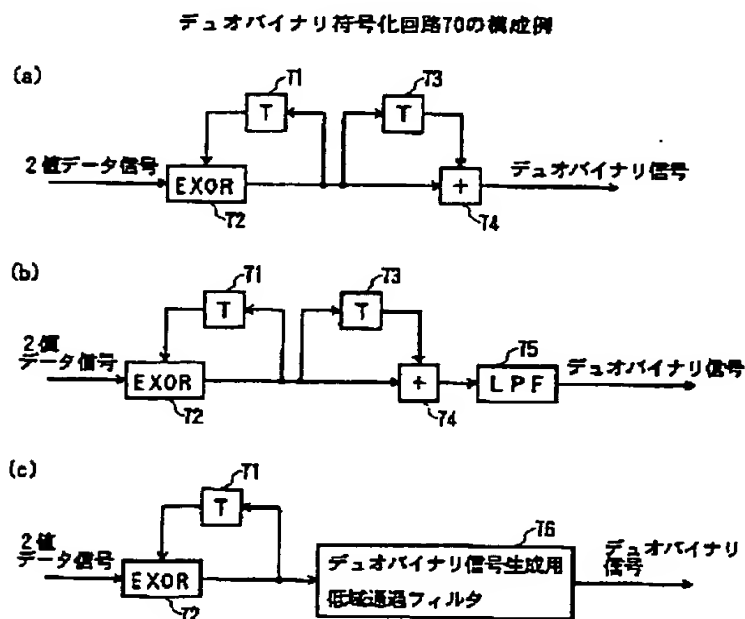 デュオバイナリ符号化回路70の構成例
(a)
71
73
T
T
2値データ信号
EXOR
+
デュオバイナリ信号
72
74
(b)
71
73
T
T
75
2値
データ信号
EXOR
+
LPF
デュオバイナリ信号
72
74
(c)
71
T
76
2値
データ信号
EXOR
デュオバイナリ信号生成用
低域通過フィルタ
デュオバイナリ
信号
72